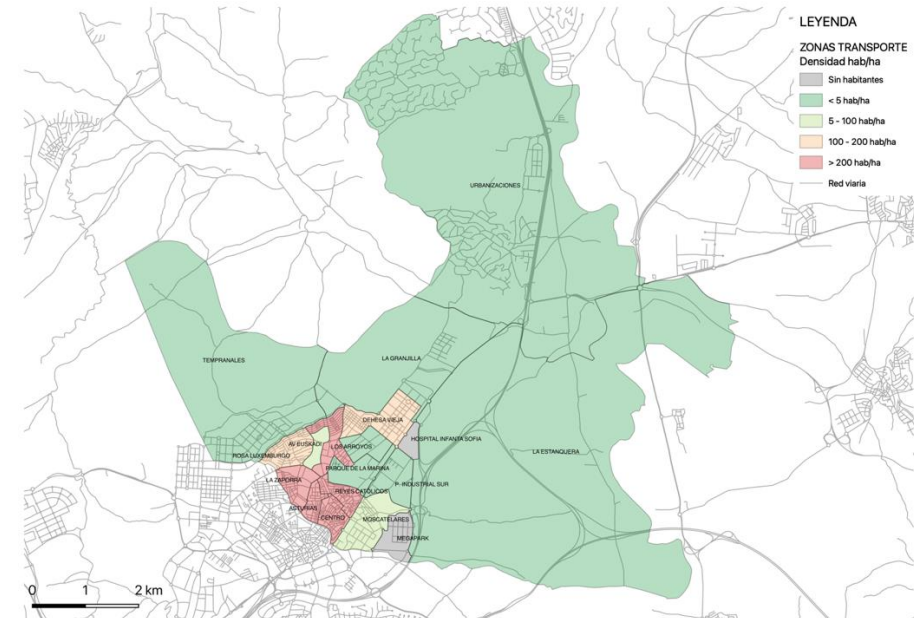 LEYENDA
ZONAS TRANSPORTE
Densidad hab/ha
Sin habitantes
< 5 hab/ha
5 - 100 hab/ha
100 - 200 hab/ha
> 200 hab/ha
Red viaria
URBANIZACIONES
TEMPRANALES
LA GRANJILLA
DEHESA VIEJA
HOSPITAL INFANTA SOFIA
AV EUSKADI
LOS ARROYOS
ROSA LUXEMBURGO
LA ESTANQUERA
PARQUE DE LA MARINA
LA ZAPORRA
P- INDUSTRIAL SUR
REYES CATOLICOS
ASTURIAS
CENTRO
MOSCATELARES
MEGAPARK
0 1 2 km